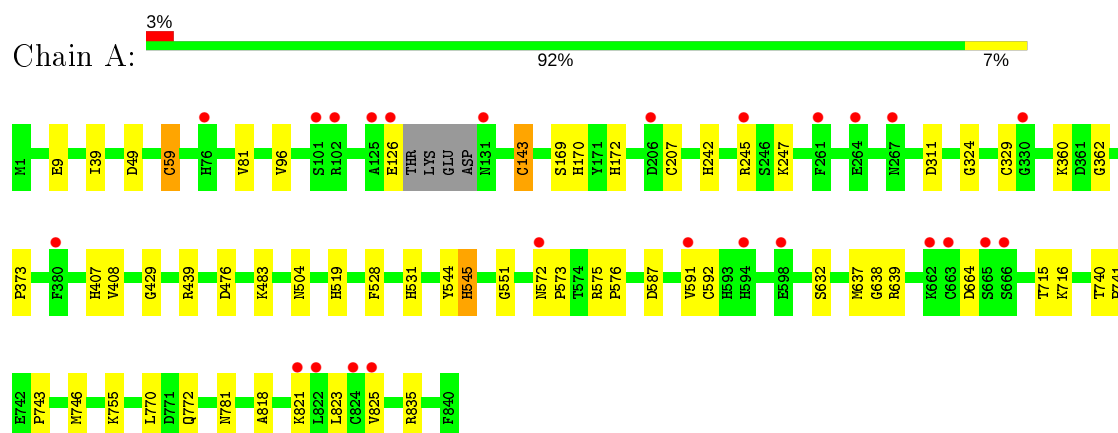 3%
Chain A:
92%
7%
M1 E9 I39 D49 C59 H76 V81 V96 S101 R102 A125 E126 THR LYS GLU ASP N131 C143 S169 H170 Y171 H172 D206 C207 H242 R245 S246 K247 F261 E264 N267 D311 G324 C329 G330 K360 D361 G362
P373 F380 H407 V408 G429 R439 D476 K483 N504 H519 F528 H531 Y544 H545 G551 N572 P573 T574 R575 P576 D587 V591 C592 H593 H594 E598 S632 M637 G638 R639 K662 C663 D664 S665 S666 T715 K716 T740 P741
E742 P743 M746 K755 L770 D771 Q772 N781 A818 K821 L822 L823 C824 V825 R835 F840